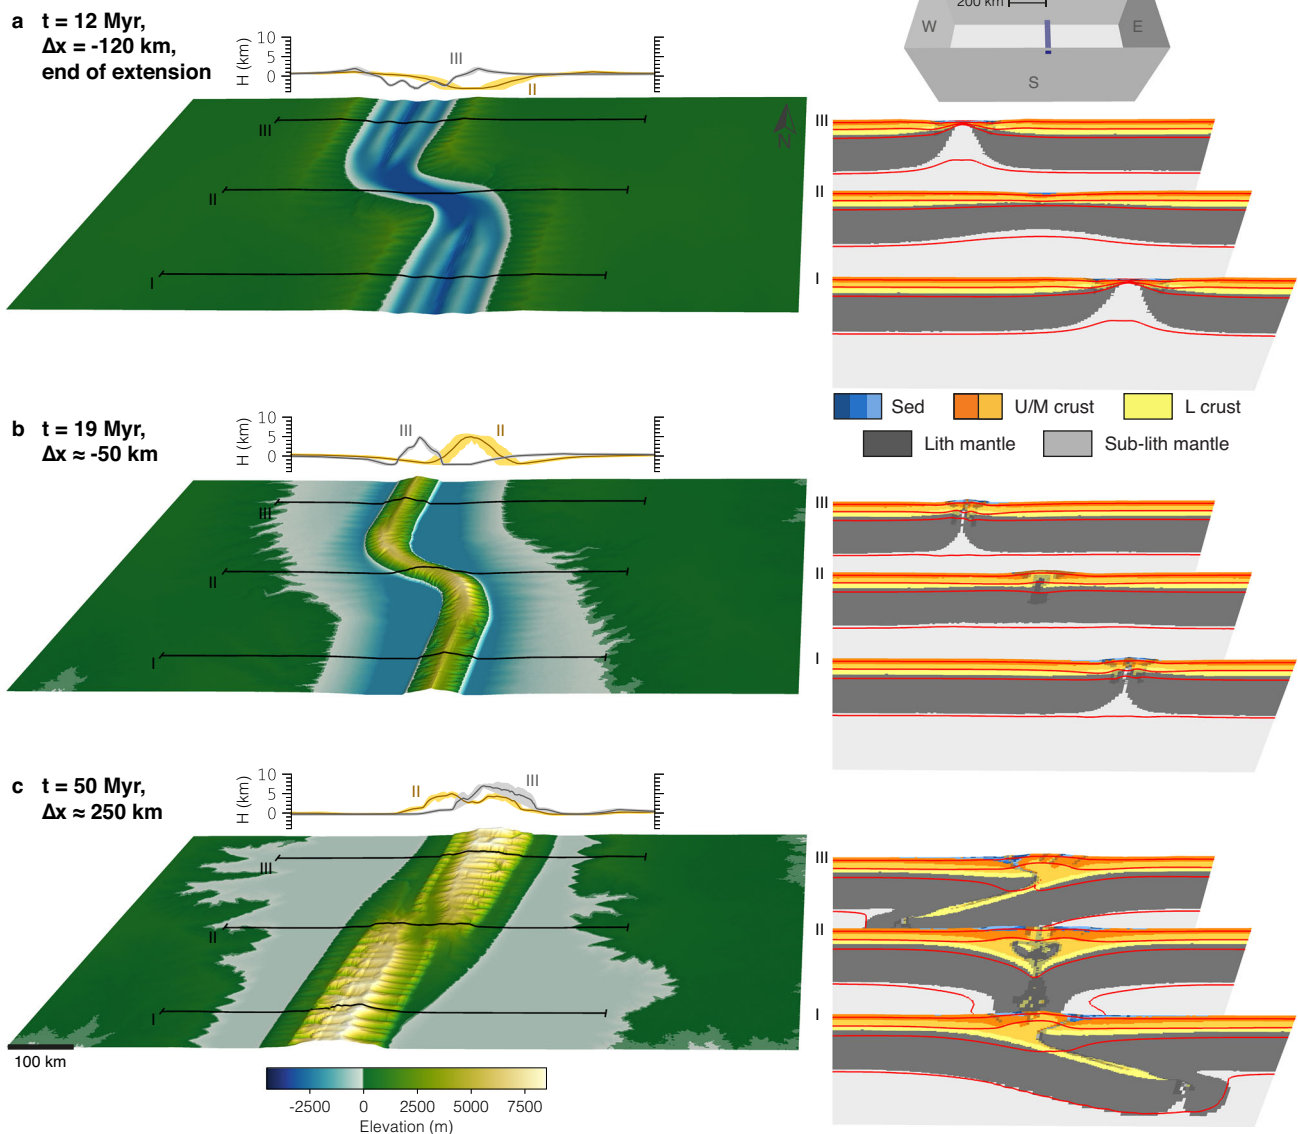 a t = 12 Myr,
Δx = -120 km,
end of extension
10
5
0
H (km)
III
II
N
III
II
I
200 km
W
E
S
III
II
I
Sed
U/M crust
L crust
Lith mantle
Sub-lith mantle
b t = 19 Myr,
Δx ≈ -50 km
10
5
0
H (km)
III
II
III
II
I
III
II
I
c t = 50 Myr,
Δx ≈ 250 km
10
5
0
H (km)
II
III
III
II
I
III
II
I
100 km
-2500 0 2500 5000 7500
Elevation (m)